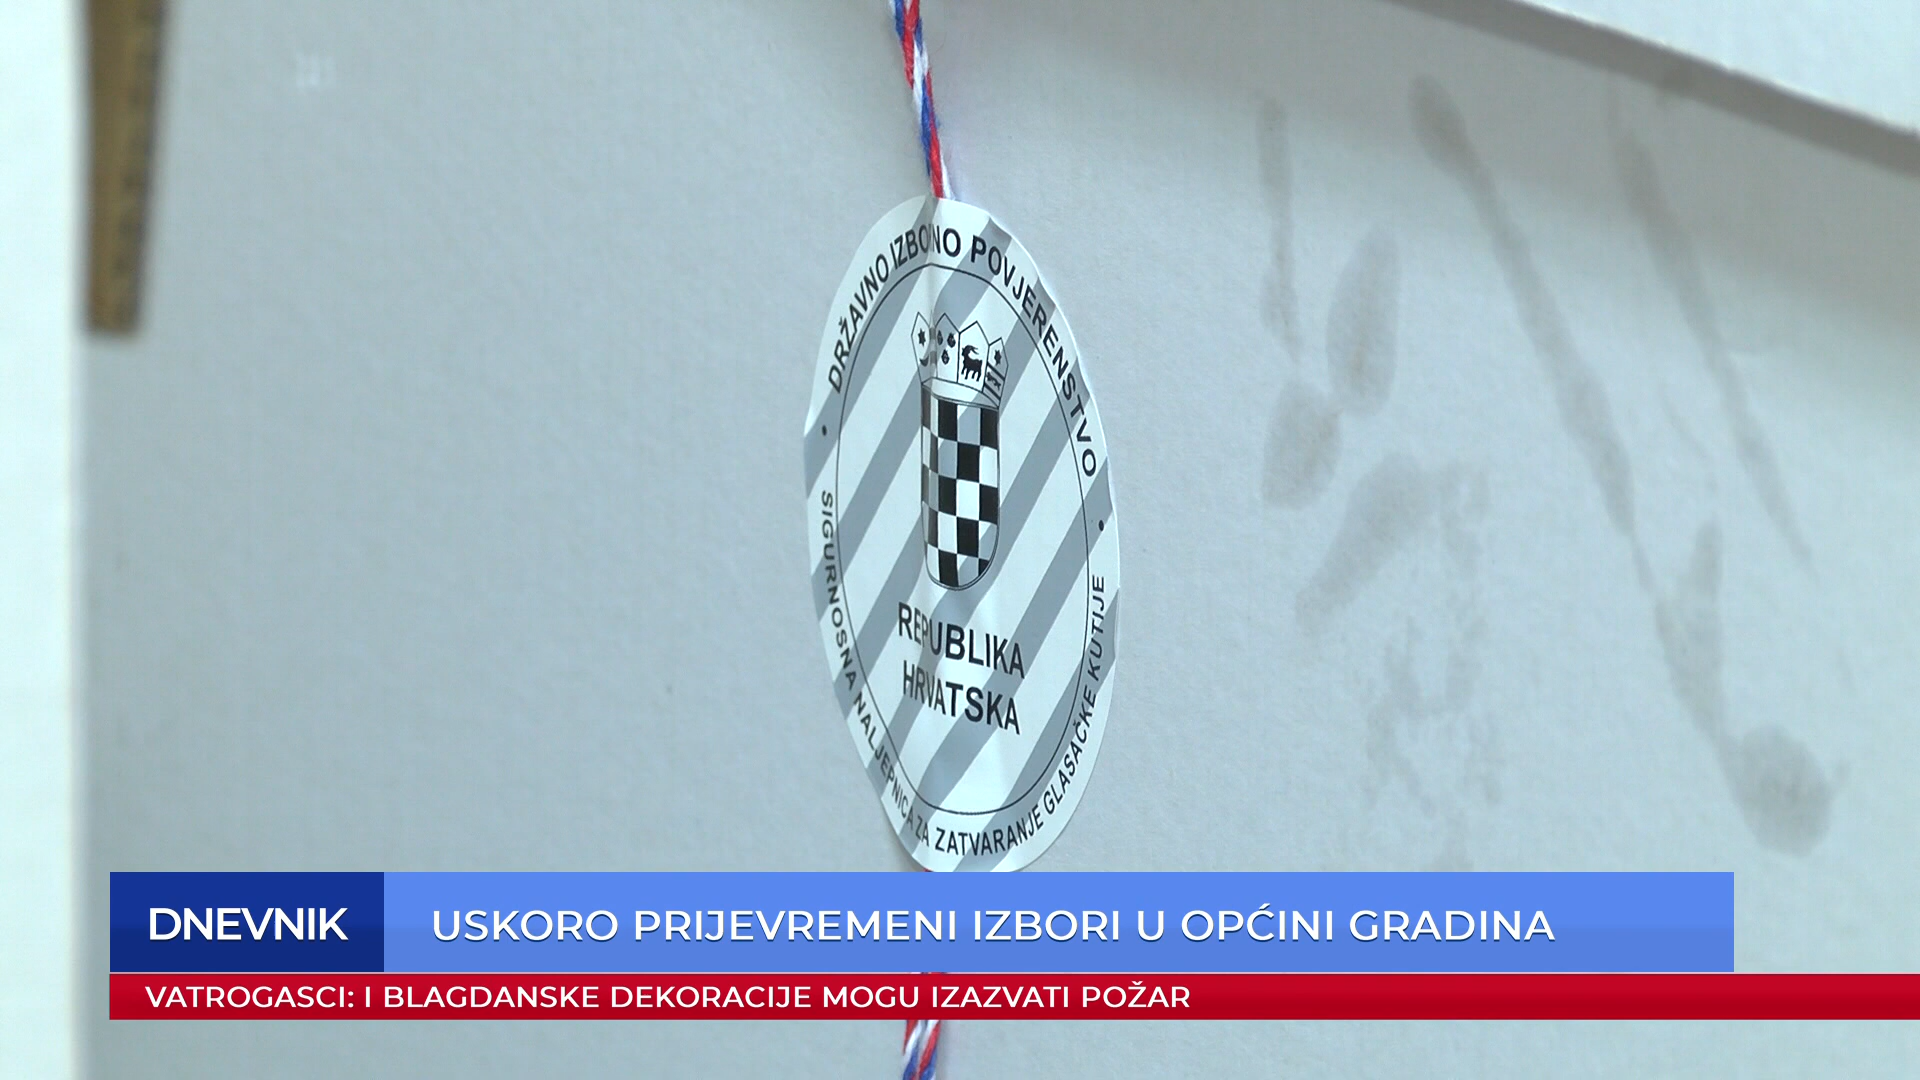 DRŽAVNO IZBORNO POVJERENSTVO
REPUBLIKA
HRVATSKA
SIGURNOSNA NALJEPNICA ZA ZATVARANJE GLASAČKE KUTIJE
DNEVNIK
USKORO PRIJEVREMENI IZBORI U OPĆINI GRADINA
VATROGASCI: I BLAGDANSKE DEKORACIJE MOGU IZAZVATI POŽAR